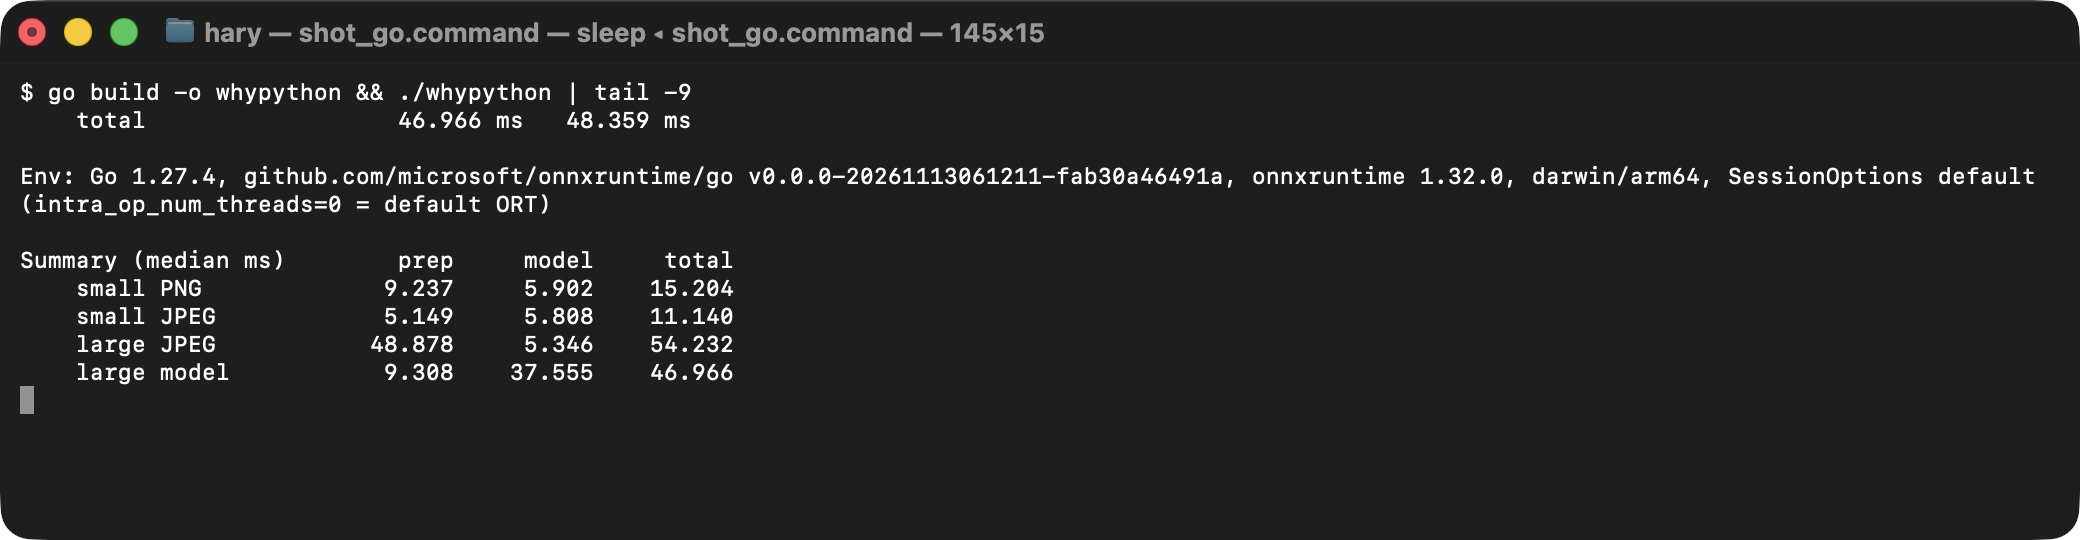 hary — shot_go.command — sleep ◂ shot_go.command — 145×15
$ go build -o whypython && ./whypython | tail -9
    total                  46.966 ms   48.359 ms
Env: Go 1.27.4, github.com/microsoft/onnxruntime/go v0.0.0-20261113061211-fab30a46491a, onnxruntime 1.32.0, darwin/arm64, SessionOptions default
(intra_op_num_threads=0 = default ORT)
Summary (median ms)        prep     model     total
    small PNG             9.237     5.902    15.204
    small JPEG            5.149     5.808    11.140
    large JPEG           48.878     5.346    54.232
    large model           9.308    37.555    46.966